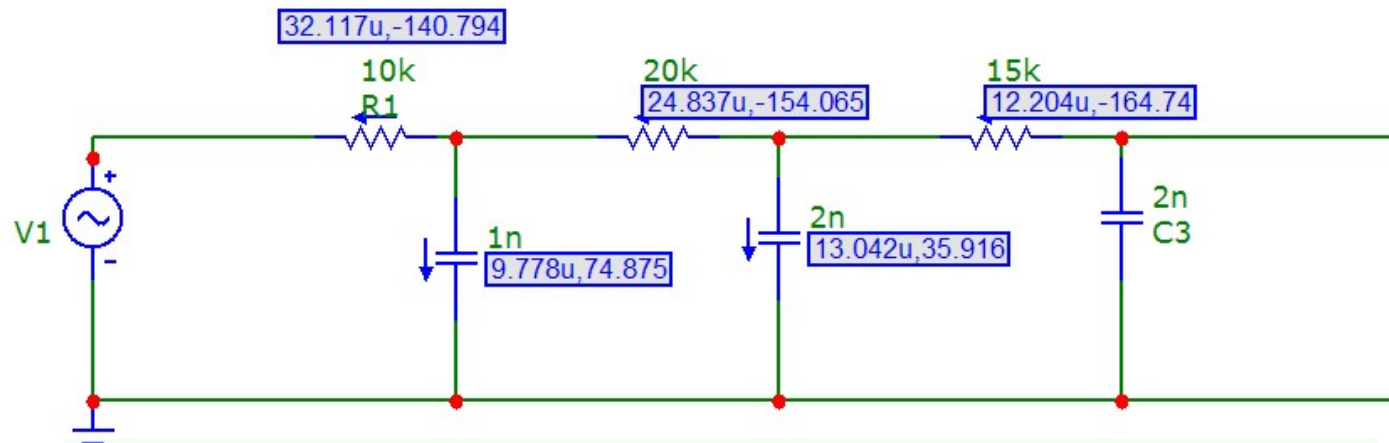 32.117u,-140.794
10k
R1
20k
24.837u,-154.065
15k
12.204u,-164.74
+
V1
-
1n
9.778u,74.875
2n
13.042u,35.916
2n
C3